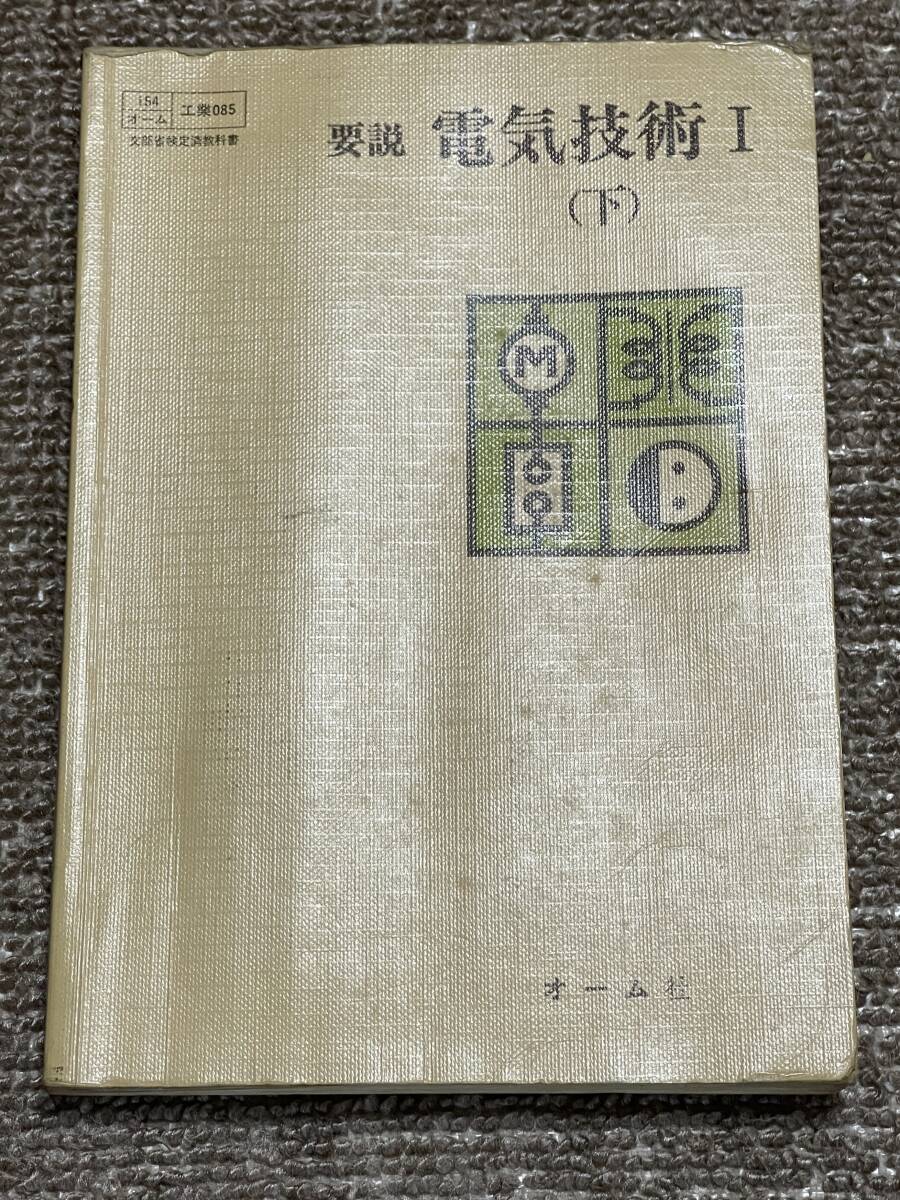 154
オーム
工業085
文部省検定済教科書
要説 電気技術 I
(下)
M
オーム社